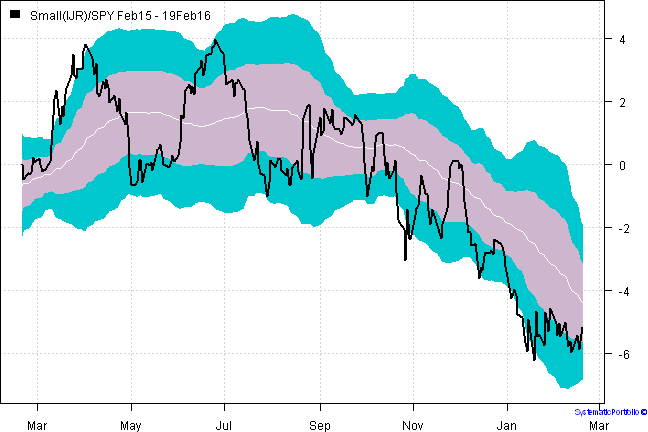 Small(IJR)/SPY Feb15 - 19Feb16
4
2
0
-2
-4
-6
Mar May Jul Sep Nov Jan Mar
SystematicPortfolio ©